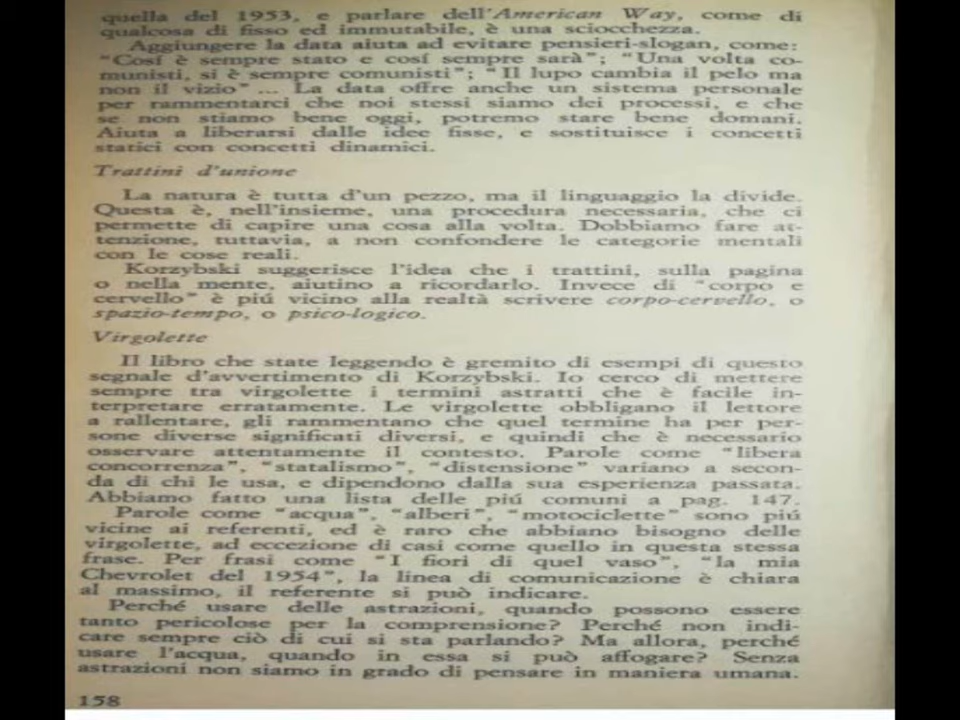 quella del 1953, e parlare dell'American Way, come di
qualcosa di fisso ed immutabile, è una sciocchezza.
Aggiungere la data aiuta ad evitare pensieri-slogan, come:
"Cosí è sempre stato e cosí sempre sarà"; "Una volta co-
munisti, si è sempre comunisti"; "Il lupo cambia il pelo ma
non il vizio"... La data offre anche un sistema personale
per rammentarci che noi stessi siamo dei processi, e che
se non stiamo bene oggi, potremo stare bene domani.
Aiuta a liberarsi dalle idee fisse, e sostituisce i concetti
statici con concetti dinamici.
Trattini d'unione
La natura è tutta d'un pezzo, ma il linguaggio la divide.
Questa è, nell'insieme, una procedura necessaria, che ci
permette di capire una cosa alla volta. Dobbiamo fare at-
tenzione, tuttavia, a non confondere le categorie mentali
con le cose reali.
Korzybski suggerisce l'idea che i trattini, sulla pagina
o nella mente, aiutino a ricordarlo. Invece di "corpo e
cervello" è piú vicino alla realtà scrivere corpo-cervello, o
spazio-tempo, o psico-logico.
Virgolette
Il libro che state leggendo è gremito di esempi di questo
segnale d'avvertimento di Korzybski. Io cerco di mettere
sempre tra virgolette i termini astratti che è facile in-
terpretare erratamente. Le virgolette obbligano il lettore
a rallentare, gli rammentano che quel termine ha per per-
sone diverse significati diversi, e quindi che è necessario
osservare attentamente il contesto. Parole come "libera
concorrenza", "statalismo", "distensione" variano a secon-
da di chi le usa, e dipendono dalla sua esperienza passata.
Abbiamo fatto una lista delle piú comuni a pag. 147.
Parole come "acqua", "alberi", "motociclette" sono piú
vicine ai referenti, ed è raro che abbiano bisogno delle
virgolette, ad eccezione di casi come quello in questa stessa
frase. Per frasi come "I fiori di quel vaso", "la mia
Chevrolet del 1954", la linea di comunicazione è chiara
al massimo, il referente si può indicare.
Perché usare delle astrazioni, quando possono essere
tanto pericolose per la comprensione? Perché non indi-
care sempre ciò di cui si sta parlando? Ma allora, perché
usare l'acqua, quando in essa si può affogare? Senza
astrazioni non siamo in grado di pensare in maniera umana.
158